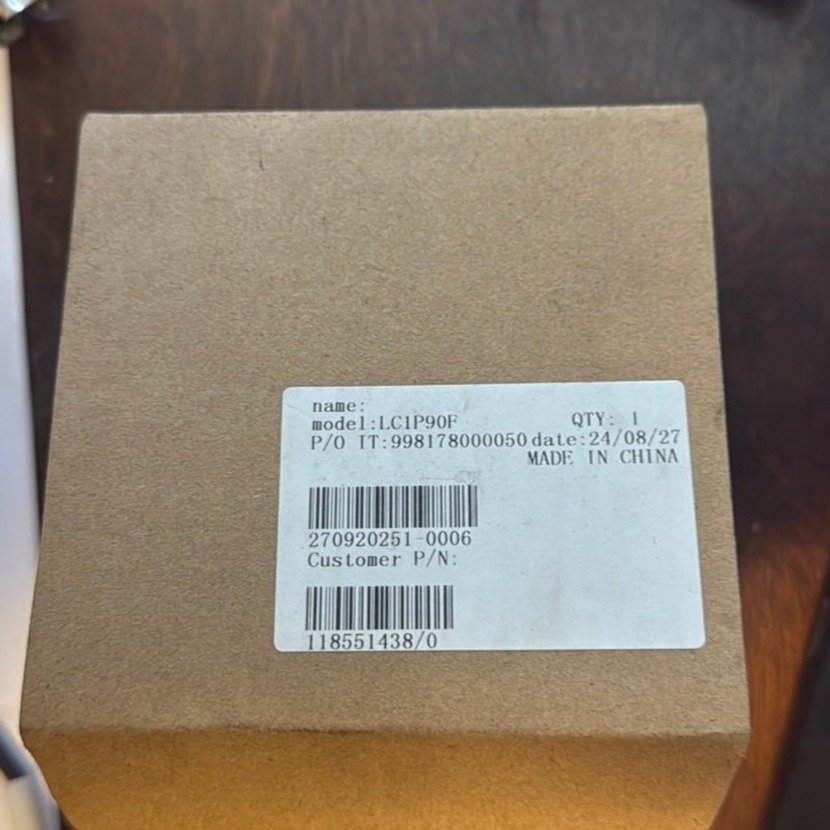 name:
model:LC1P90F QTY: 1
P/O IT:998178000050 date:24/08/27
MADE IN CHINA
270920251-0006
Customer P/N:
118551438/0